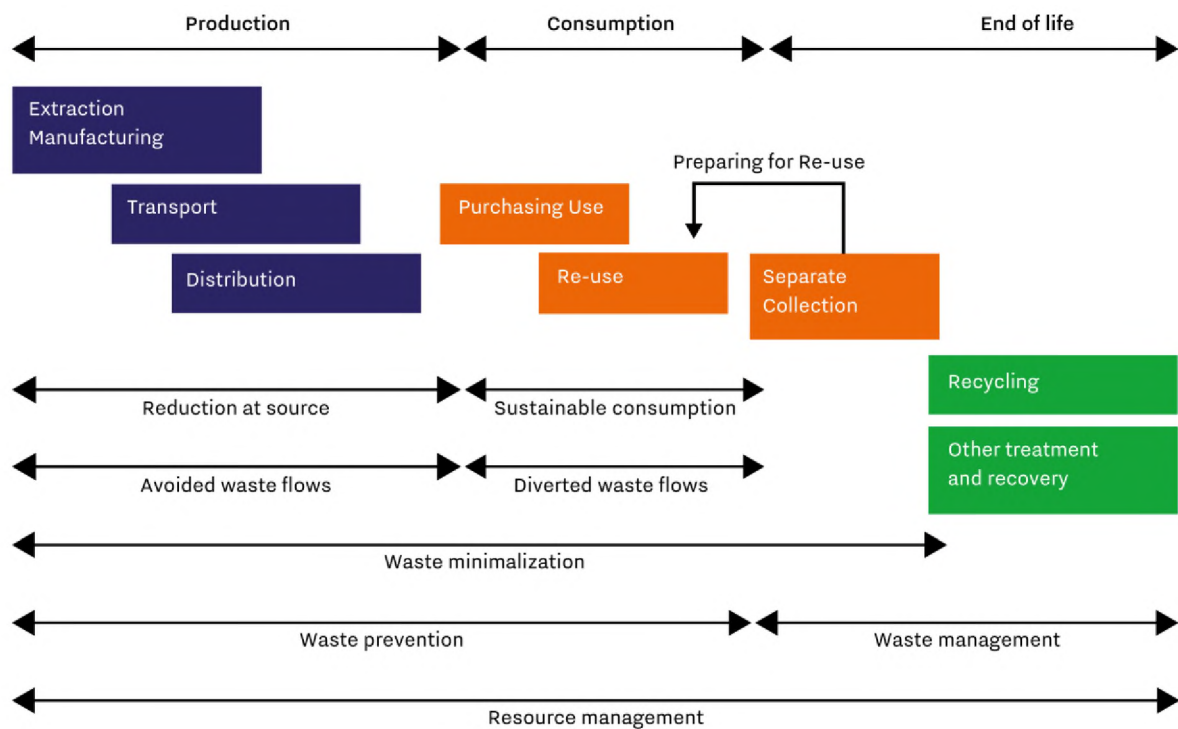 Production
Consumption
End of life
Extraction
Manufacturing
Preparing for Re-use
Transport
Purchasing Use
Distribution
Re-use
Separate
Collection
Recycling
Reduction at source
Sustainable consumption
Other treatment
and recovery
Avoided waste flows
Diverted waste flows
Waste minimalization
Waste prevention
Waste management
Resource management